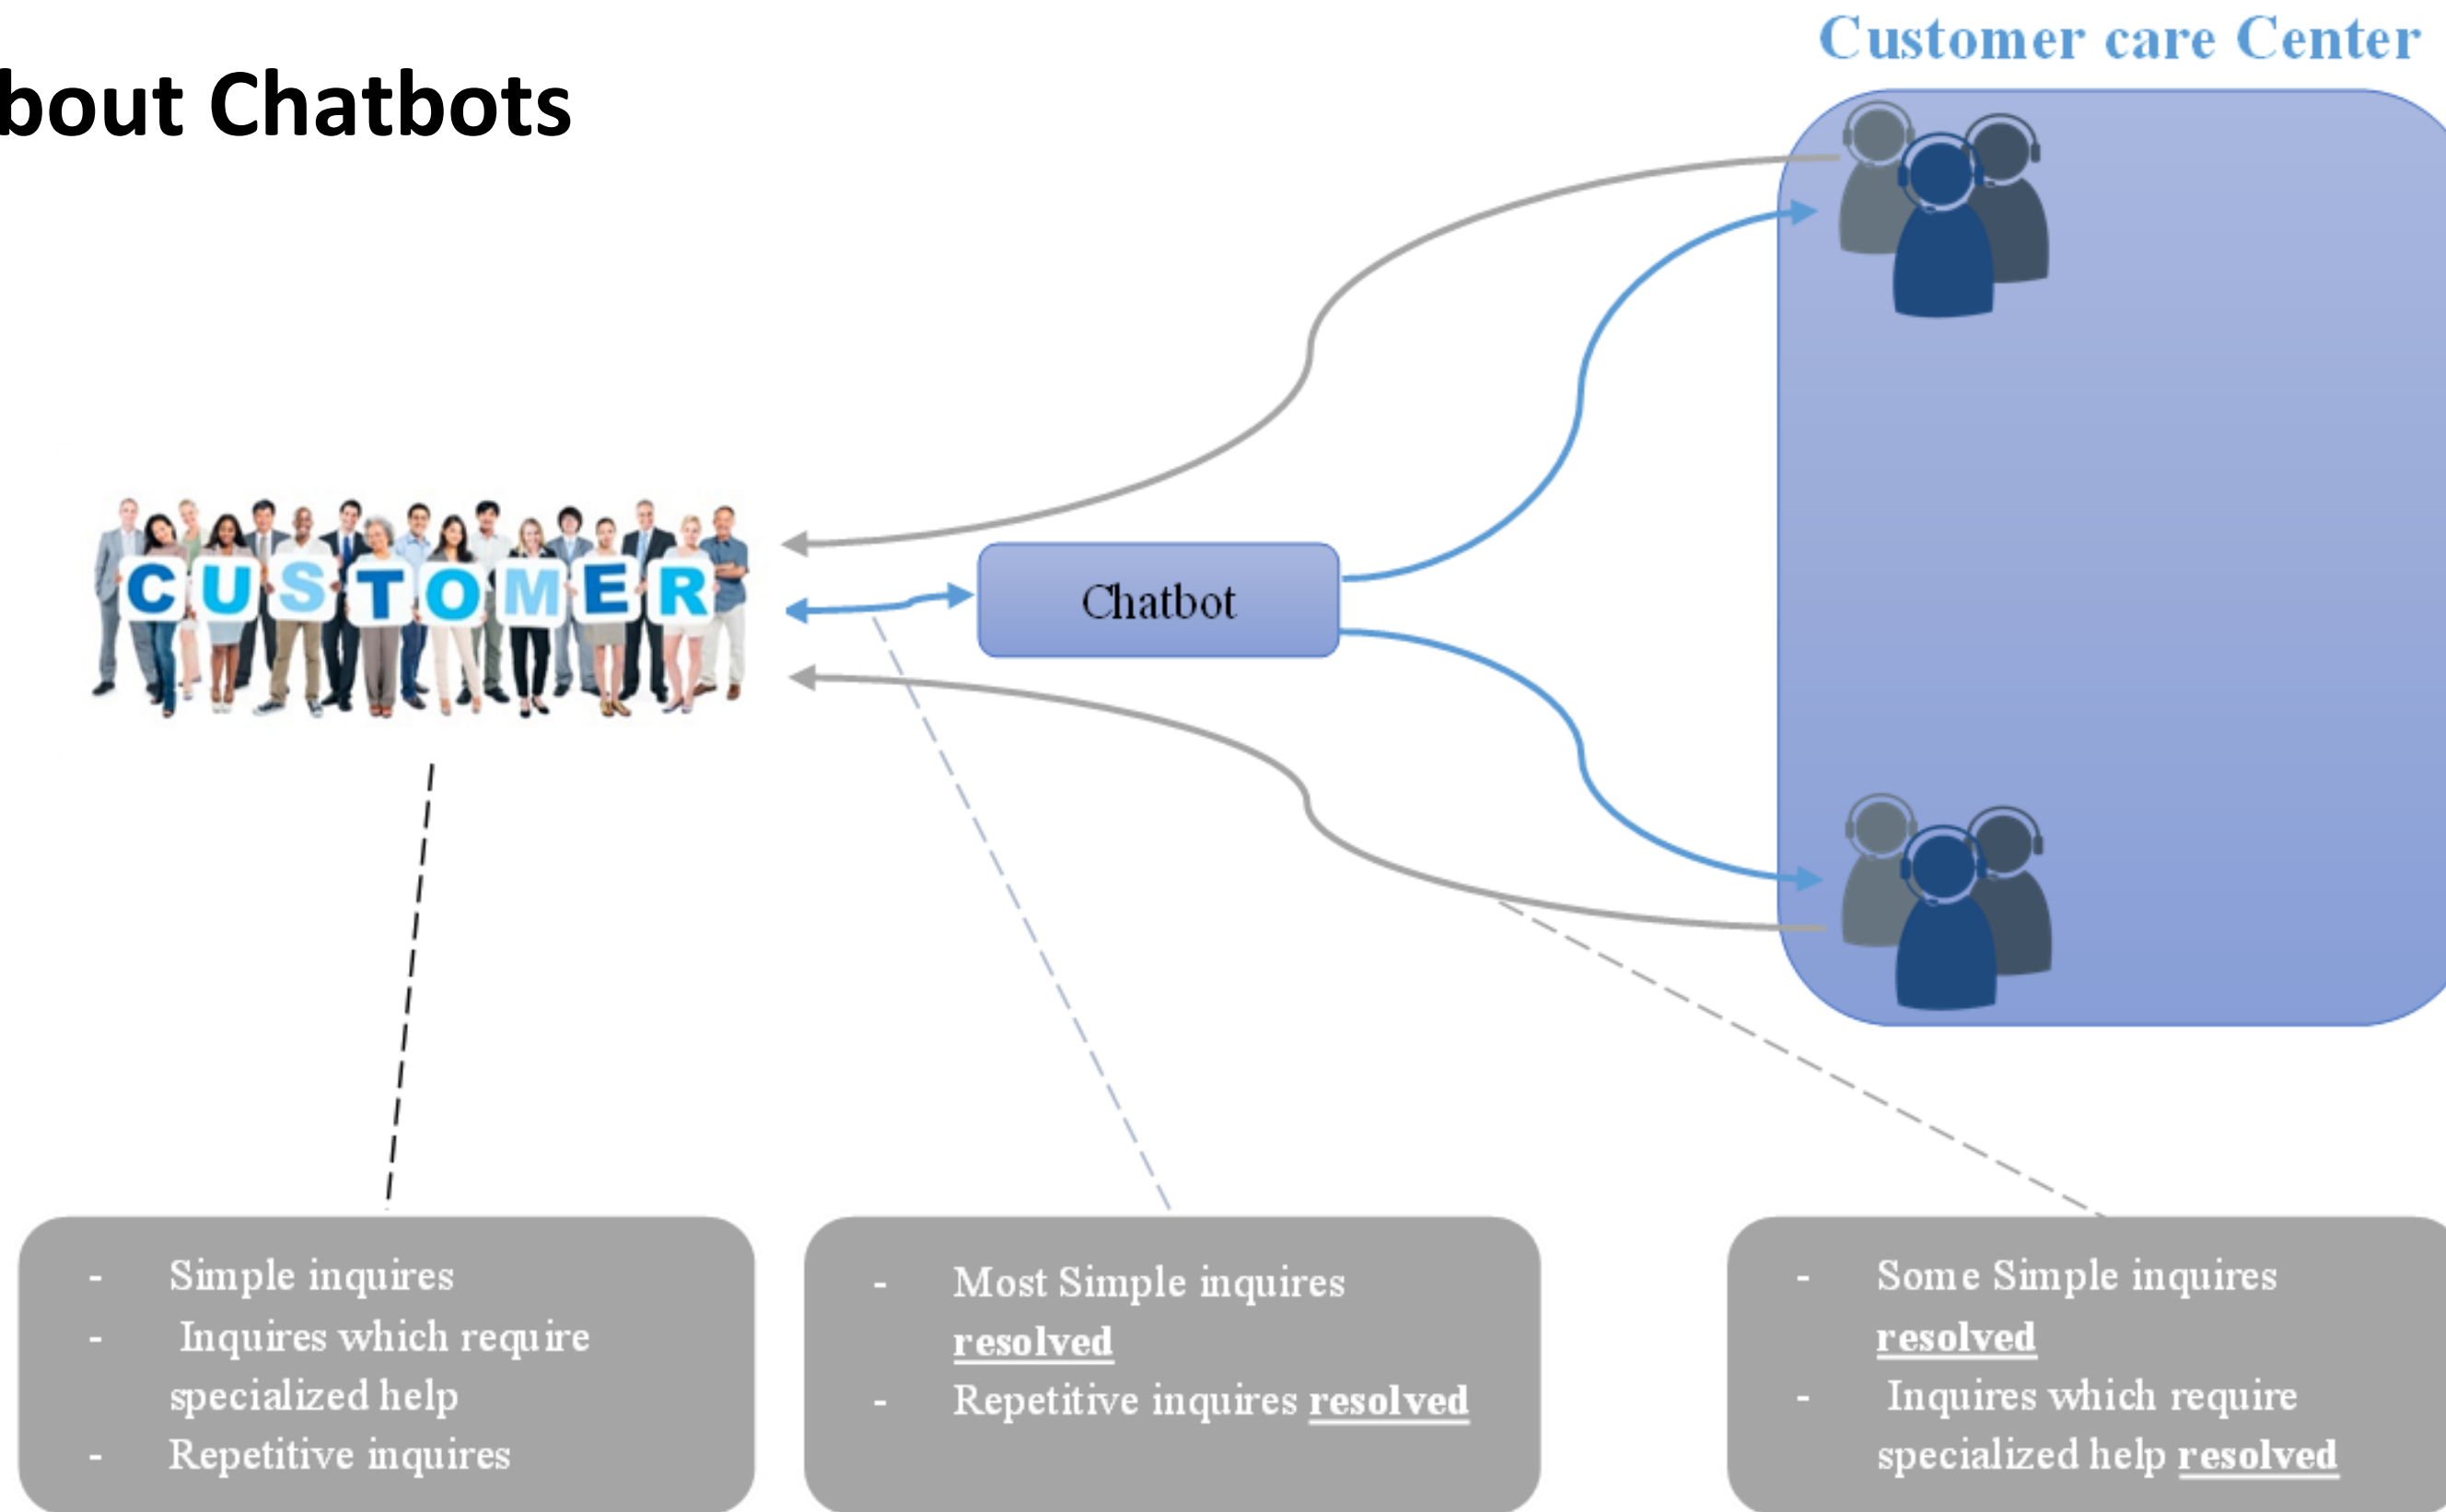 Customer care Center
bout Chatbots
CUSTOMER
Chatbot
- Simple inquires
- Inquires which require
specialized help
- Repetitive inquires
- Most Simple inquires
resolved
- Repetitive inquires resolved
- Some Simple inquires
resolved
- Inquires which require
specialized help resolved